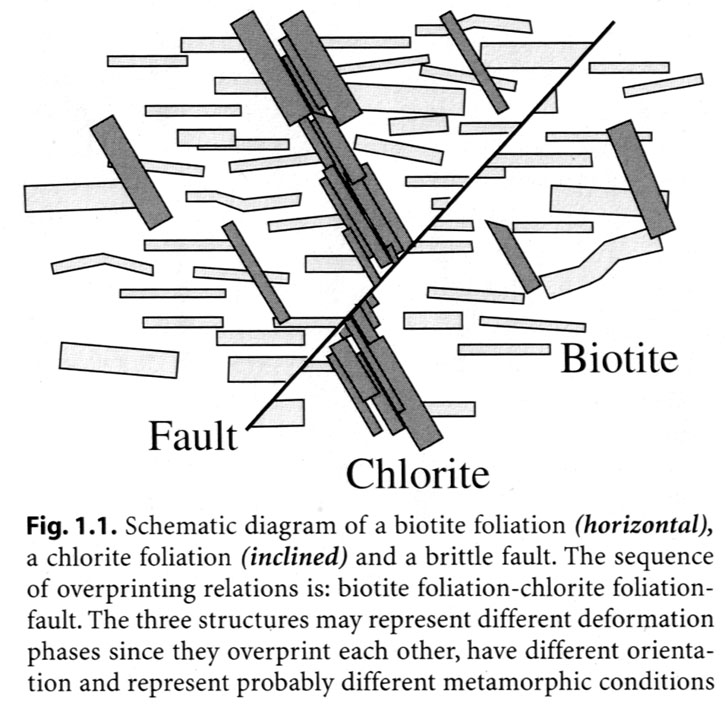 Biotite
Fault
Chlorite
Fig. 1.1. Schematic diagram of a biotite foliation (horizontal),
a chlorite foliation (inclined) and a brittle fault. The sequence
of overprinting relations is: biotite foliation-chlorite foliation-
fault. The three structures may represent different deformation
phases since they overprint each other, have different orienta-
tion and represent probably different metamorphic conditions